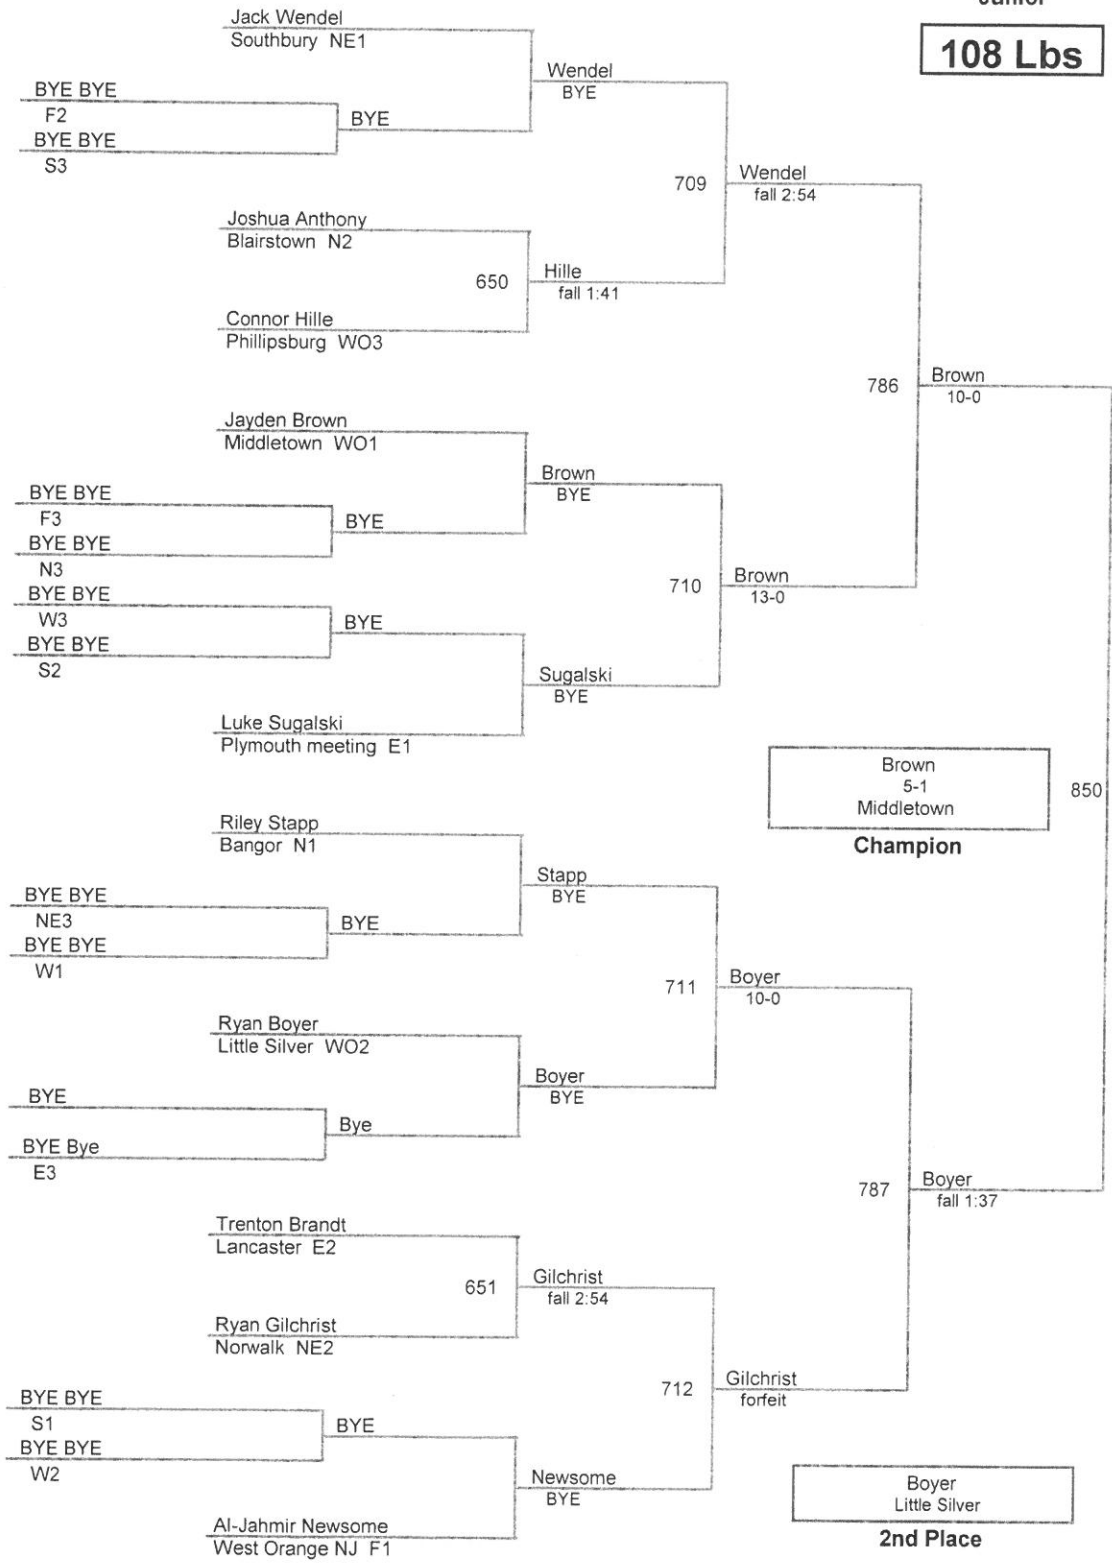 Junior
108 Lbs
Jack Wendel
Southbury NE1
Wendel
BYE
BYE BYE
F2
BYE
BYE BYE
S3
709
Wendel
fall 2:54
Joshua Anthony
Blairstown N2
650
Hille
fall 1:41
Connor Hille
Phillipsburg WO3
786
Brown
10-0
Jayden Brown
Middletown WO1
Brown
BYE
BYE BYE
F3
BYE
BYE BYE
N3
710
Brown
13-0
BYE BYE
W3
BYE
BYE BYE
S2
Sugalski
BYE
Luke Sugalski
Plymouth meeting E1
Brown
5-1
Middletown
850
Champion
Riley Stapp
Bangor N1
Stapp
BYE
BYE BYE
NE3
BYE
BYE BYE
W1
711
Boyer
10-0
Ryan Boyer
Little Silver WO2
Boyer
BYE
BYE
Bye
BYE Bye
E3
787
Boyer
fall 1:37
Trenton Brandt
Lancaster E2
651
Gilchrist
fall 2:54
Ryan Gilchrist
Norwalk NE2
712
Gilchrist
forfeit
BYE BYE
S1
BYE
BYE BYE
W2
Newsome
BYE
Al-Jahmir Newsome
West Orange NJ F1
Boyer
Little Silver
2nd Place